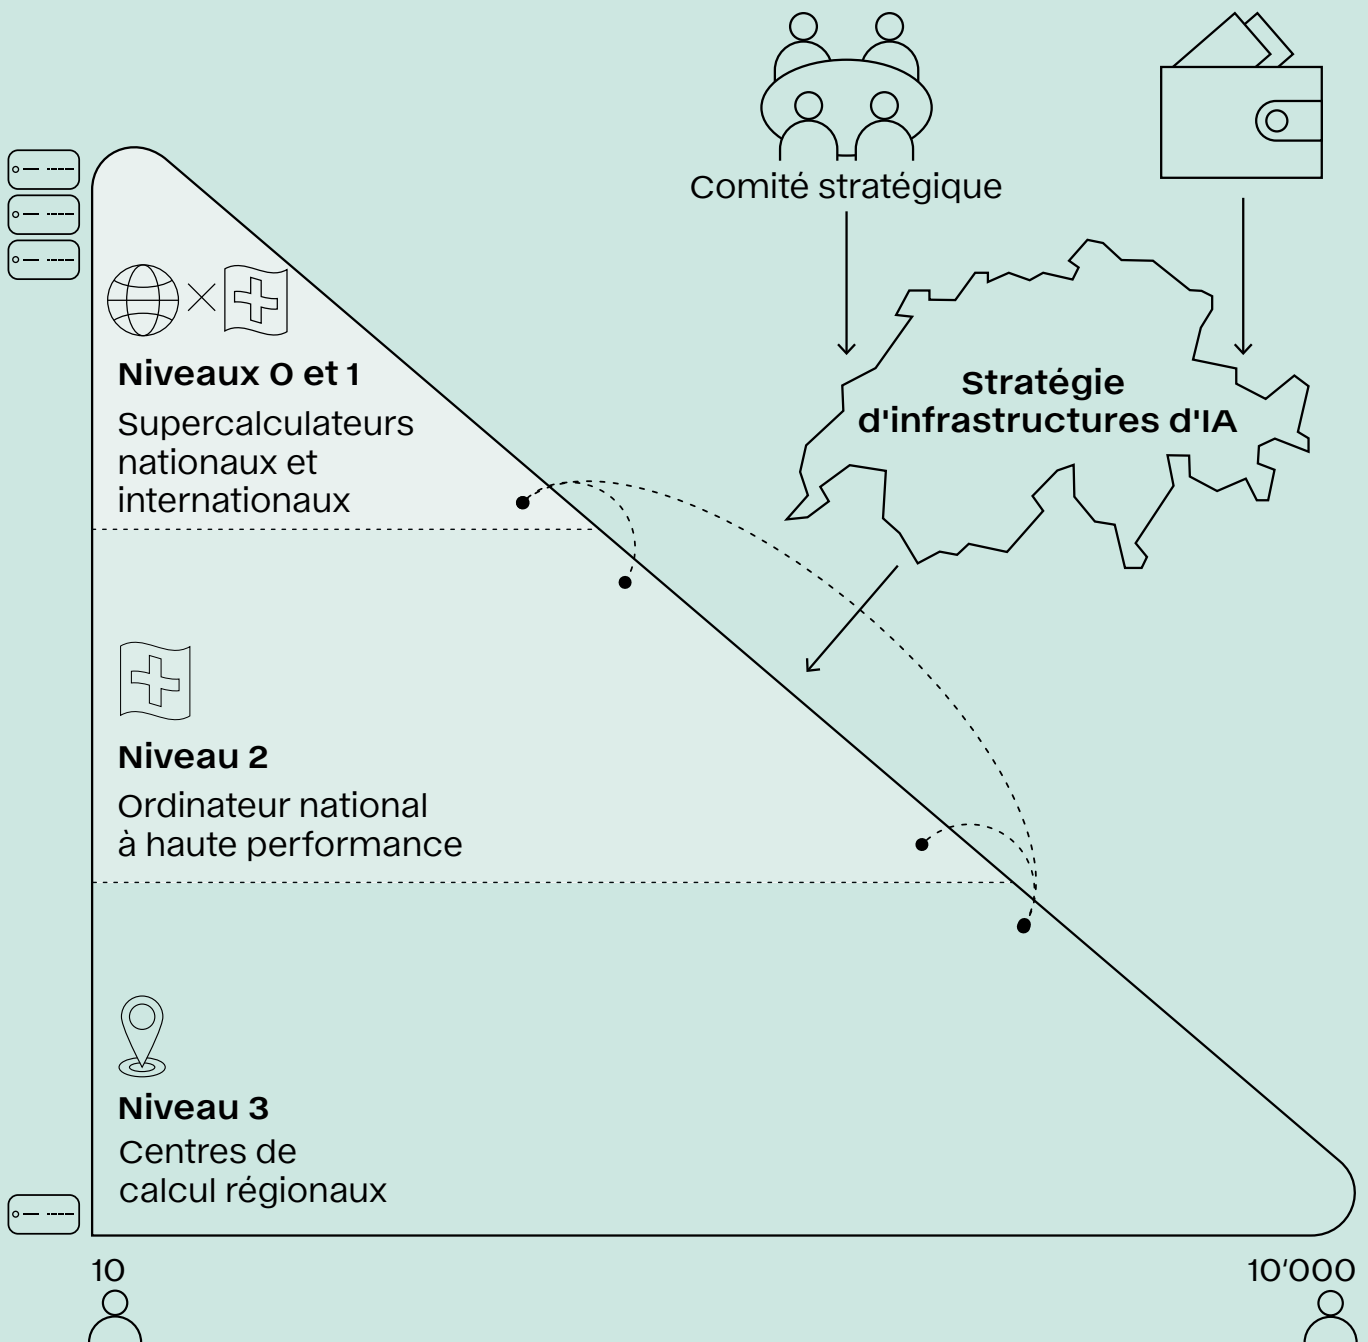 Comité stratégique
Stratégie
d'infrastructures d'IA
Niveaux 0 et 1
Supercalculateurs
nationaux et
internationaux
Niveau 2
Ordinateur national
à haute performance
Niveau 3
Centres de
calcul régionaux
10
10'000